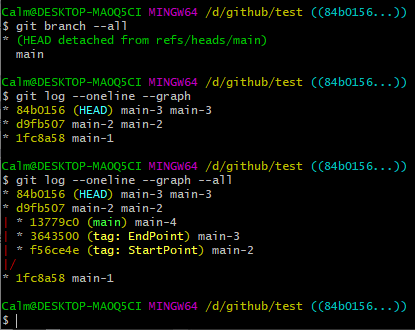 Calm@DESKTOP-MA0Q5CI MINGW64 /d/github/test ((84b0156...))
$ git branch --all
* (HEAD detached from refs/heads/main)
  main

Calm@DESKTOP-MA0Q5CI MINGW64 /d/github/test ((84b0156...))
$ git log --oneline --graph
* 84b0156 (HEAD) main-3 main-3
* d9fb507 main-2 main-2
* 1fc8a58 main-1

Calm@DESKTOP-MA0Q5CI MINGW64 /d/github/test ((84b0156...))
$ git log --oneline --graph --all
* 84b0156 (HEAD) main-3 main-3
* d9fb507 main-2 main-2
| * 13779c0 (main) main-4
| * 3643500 (tag: EndPoint) main-3
| * f56ce4e (tag: StartPoint) main-2
|/
* 1fc8a58 main-1

Calm@DESKTOP-MA0Q5CI MINGW64 /d/github/test ((84b0156...))
$